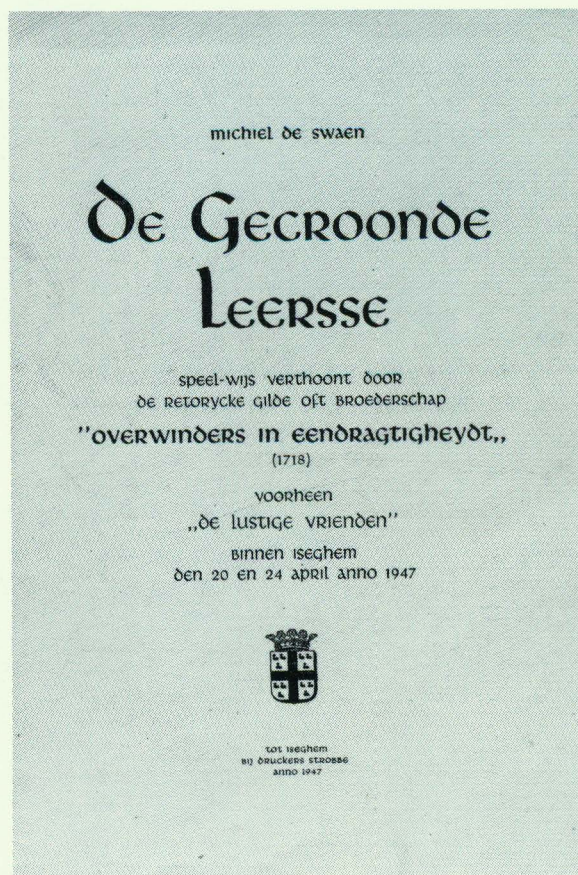 michiel de swaen
De Gecroonde
Leersse
speel-wijs verthoont door
de retorycke gilde oft broederschap
"overwinders in eendragtigheydt,,
(1718)
voorheen
„de lustige vrienden"
binnen iseghem
den 20 en 24 april anno 1947
tot iseghem
bij druckers strobbe
anno 1947